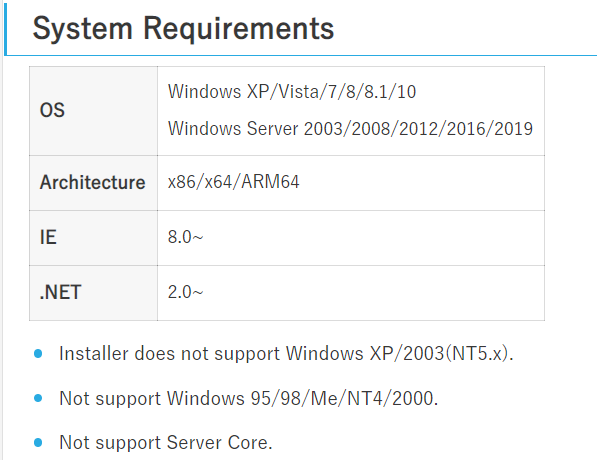 System Requirements
OS
Windows XP/Vista/7/8/8.1/10
Windows Server 2003/2008/2012/2016/2019
Architecture x86/x64/ARM64
IE 8.0~
.NET 2.0~
Installer does not support Windows XP/2003(NT5.x).
Not support Windows 95/98/Me/NT4/2000.
Not support Server Core.